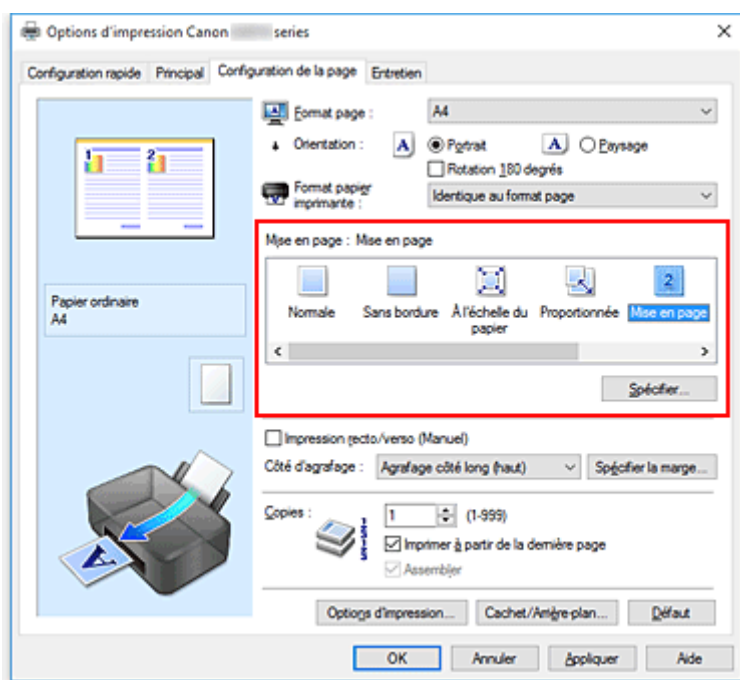 Options d'impression Canon series
Configuration rapide Principal Configuration de la page Entretien
Format page : A4
Orientation : A Portrait A Paysage
Rotation 180 degrés
Format papier imprimante : Identique au format page
1 2
Mise en page : Mise en page
2
Normale Sans bordure À l'échelle du papier Proportionnée Mise en page
Spécifier...
Papier ordinaire
A4
Impression recto/verso (Manuel)
Côté d'agrafage : Agrafage côté long (haut) Spécifier la marge...
Copies : 1 (1-999)
Imprimer à partir de la dernière page
Assembler
A
Options d'impression... Cachet/Arrière-plan... Défaut
OK Annuler Appliquer Aide